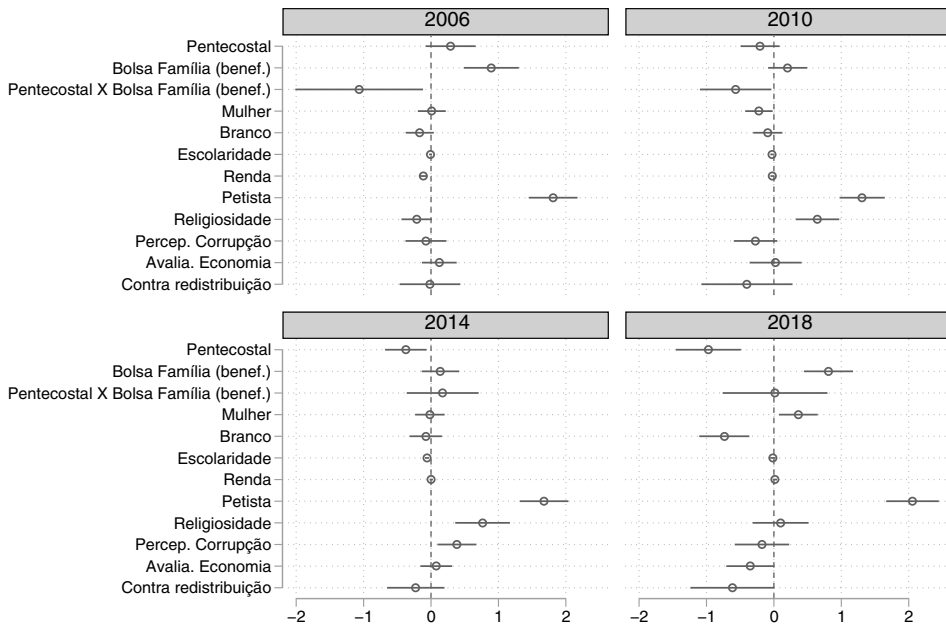 2006
2010
Pentecostal
Bolsa Família (benef.)
Pentecostal X Bolsa Família (benef.)
Mulher
Branco
Escolaridade
Renda
Petista
Religiosidade
Percep. Corrupção
Avalia. Economia
Contra redistribuição
2014
2018
Pentecostal
Bolsa Família (benef.)
Pentecostal X Bolsa Família (benef.)
Mulher
Branco
Escolaridade
Renda
Petista
Religiosidade
Percep. Corrupção
Avalia. Economia
Contra redistribuição
−2 −1 0 1 2 −2 −1 0 1 2